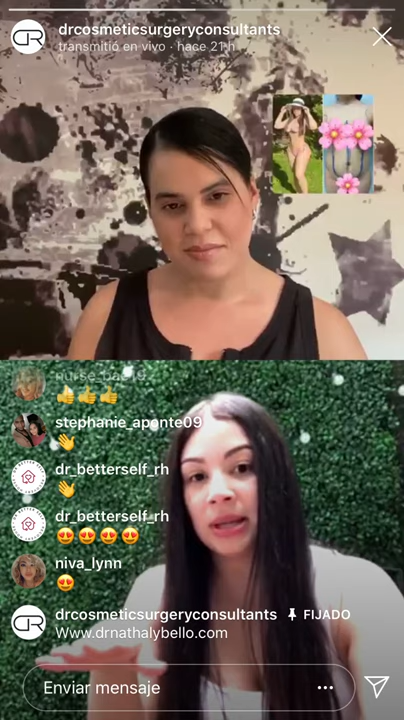 drcosmeticsurgeryconsultants
transmitió en vivo · hace 21 h
stephanie_aponte09
dr_betterself_rh
dr_betterself_rh
niva_lynn
drcosmeticsurgeryconsultants FIJADO
Www.drnathalybello.com
Enviar mensaje